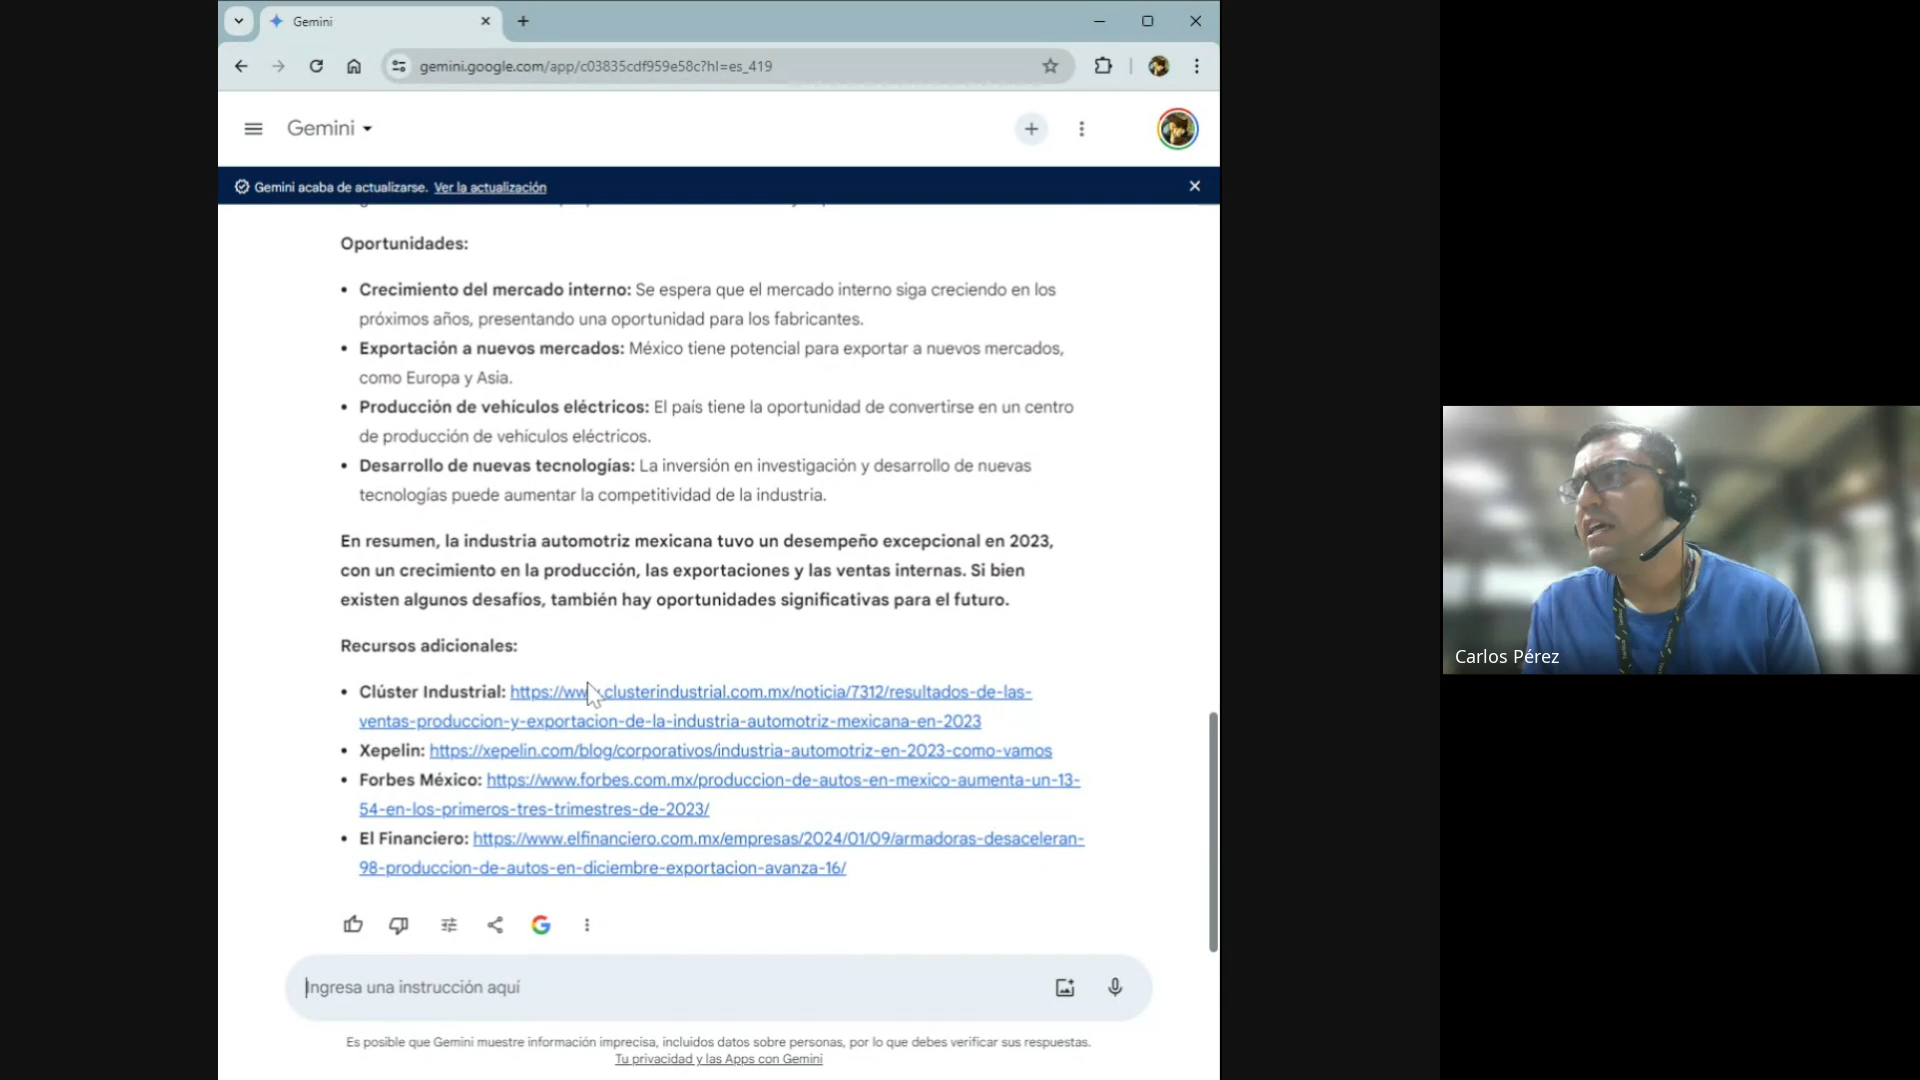 Gemini
gemini.google.com/app/c03835cdf959e58c?hl=es_419
Gemini
Gemini acaba de actualizarse. Ver la actualización
Oportunidades:
• Crecimiento del mercado interno: Se espera que el mercado interno siga creciendo en los
próximos años, presentando una oportunidad para los fabricantes.
• Exportación a nuevos mercados: México tiene potencial para exportar a nuevos mercados,
como Europa y Asia.
• Producción de vehículos eléctricos: El país tiene la oportunidad de convertirse en un centro
de producción de vehículos eléctricos.
• Desarrollo de nuevas tecnologías: La inversión en investigación y desarrollo de nuevas
tecnologías puede aumentar la competitividad de la industria.
En resumen, la industria automotriz mexicana tuvo un desempeño excepcional en 2023,
con un crecimiento en la producción, las exportaciones y las ventas internas. Si bien
existen algunos desafíos, también hay oportunidades significativas para el futuro.
Recursos adicionales:
• Clúster Industrial: https://www.clusterindustrial.com.mx/noticia/7312/resultados-de-las-
ventas-produccion-y-exportacion-de-la-industria-automotriz-mexicana-en-2023
• Xepelin: https://xepelin.com/blog/corporativos/industria-automotriz-en-2023-como-vamos
• Forbes México: https://www.forbes.com.mx/produccion-de-autos-en-mexico-aumenta-un-13-
54-en-los-primeros-tres-trimestres-de-2023/
• El Financiero: https://www.elfinanciero.com.mx/empresas/2024/01/09/armadoras-desaceleran-
98-produccion-de-autos-en-diciembre-exportacion-avanza-16/
Ingresa una instrucción aquí
Es posible que Gemini muestre información imprecisa, incluidos datos sobre personas, por lo que debes verificar sus respuestas.
Tu privacidad y las Apps con Gemini
Carlos Pérez